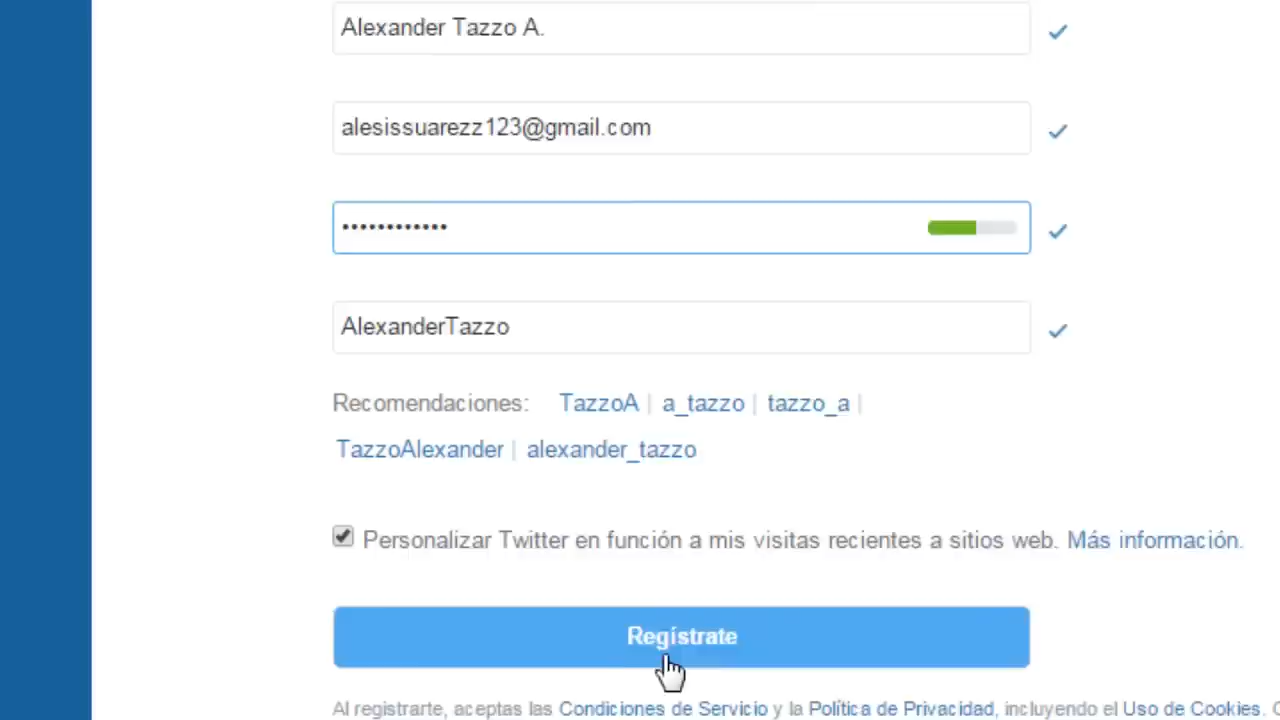 Alexander Tazzo A.
alesissuarezz123@gmail.com
••••••••••••
AlexanderTazzo
Recomendaciones: TazzoA | a_tazzo | tazzo_a |
TazzoAlexander | alexander_tazzo
Personalizar Twitter en función a mis visitas recientes a sitios web. Más información.
Regístrate
Al registrarte, aceptas las Condiciones de Servicio y la Política de Privacidad, incluyendo el Uso de Cookies.